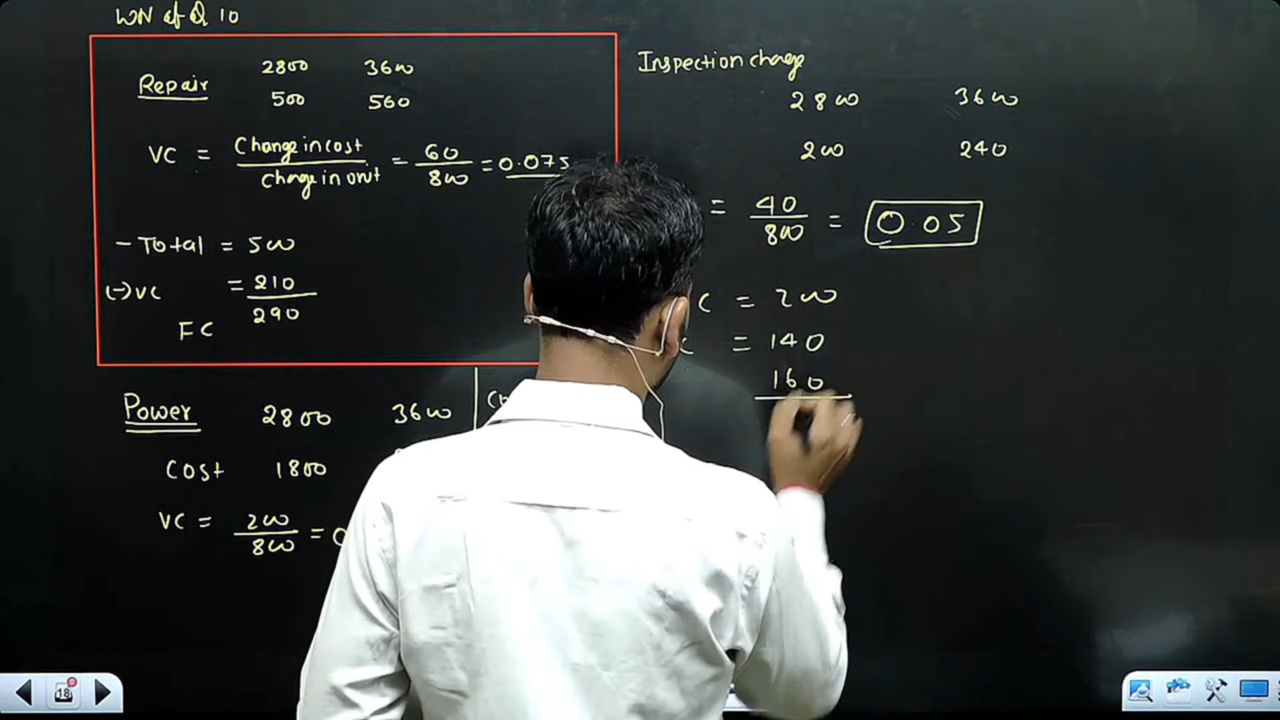 WN of Q 10
Repair 2800 3600
500 560
VC = Change in cost / change in unit = 60 / 800 = 0.075
- Total = 500
(-) VC = 210
FC 290
Power 2800 3600
Cost 1800
VC = 200 / 800 = 0
Inspection charge
2800 3600
200 240
= 40 / 800 = 0.05
C = 200
= 140
160
18